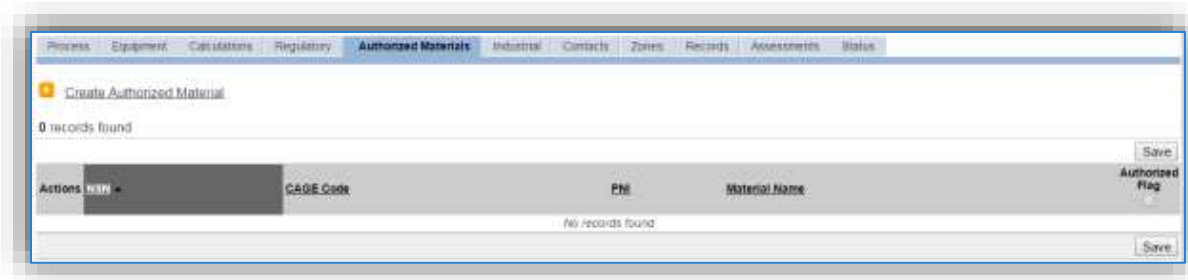 Process Equipment Calculations Regulatory Authorized Materials Industrial Contacts Zones Records Assessments Status
Create Authorized Material
0 records found
Save
Actions NSN CAGE Code PNI Material Name Authorized Flag
No records found
Save